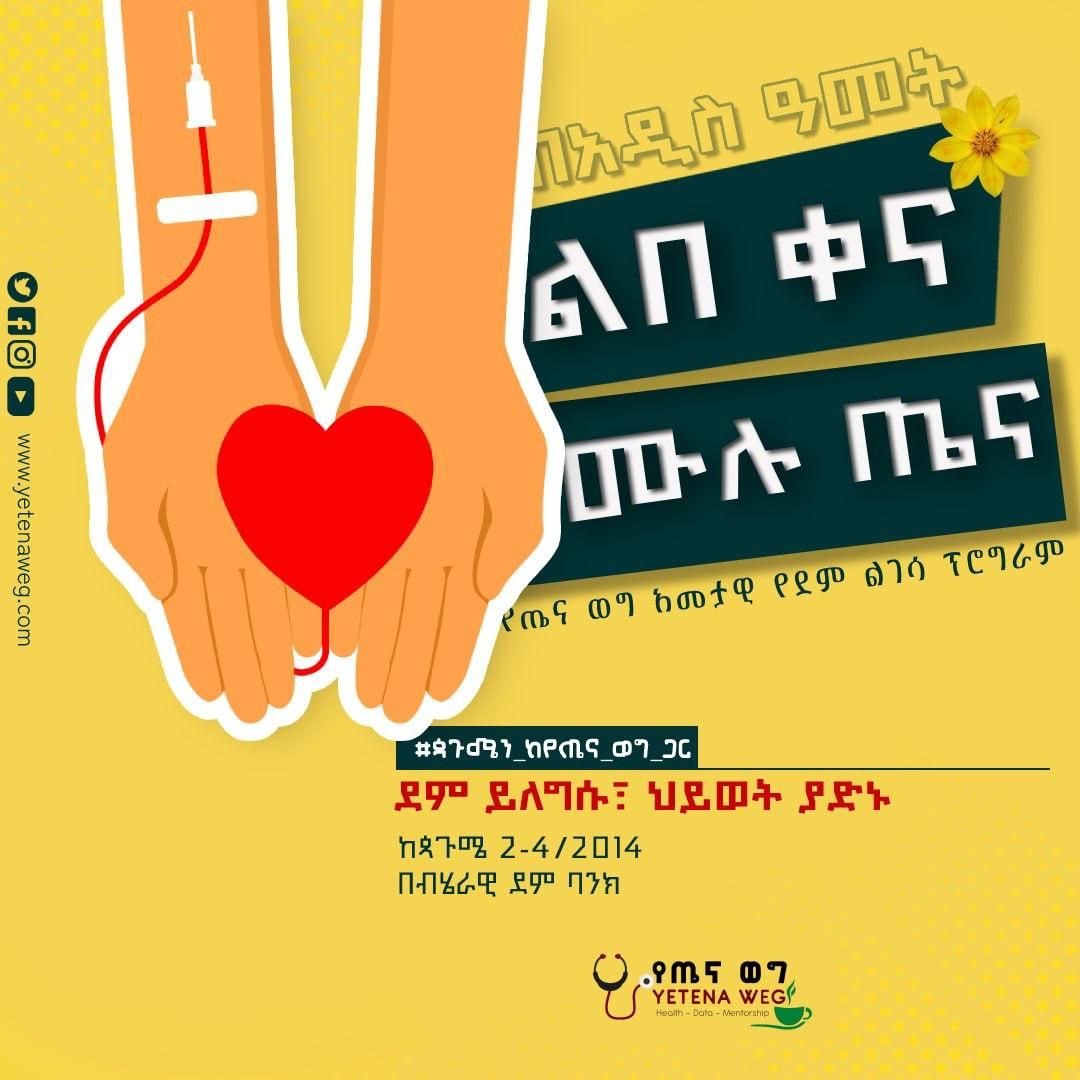 በአዲስ ዓመት
ልበ ቀና
ሙሉ ጤና
የጤና ወግ አመታዊ የደም ልገሳ ፕሮግራም
#ጳጉሜን_ከየጤና_ወግ_ጋር
ደም ይለግሱ፣ ህይወት ያድኑ
ከጳጉሜ 2-4/2014
በብሄራዊ ደም ባንክ
www.yetenaweg.com
የጤና ወግ
YETENA WEG
Health - Data - Mentorship